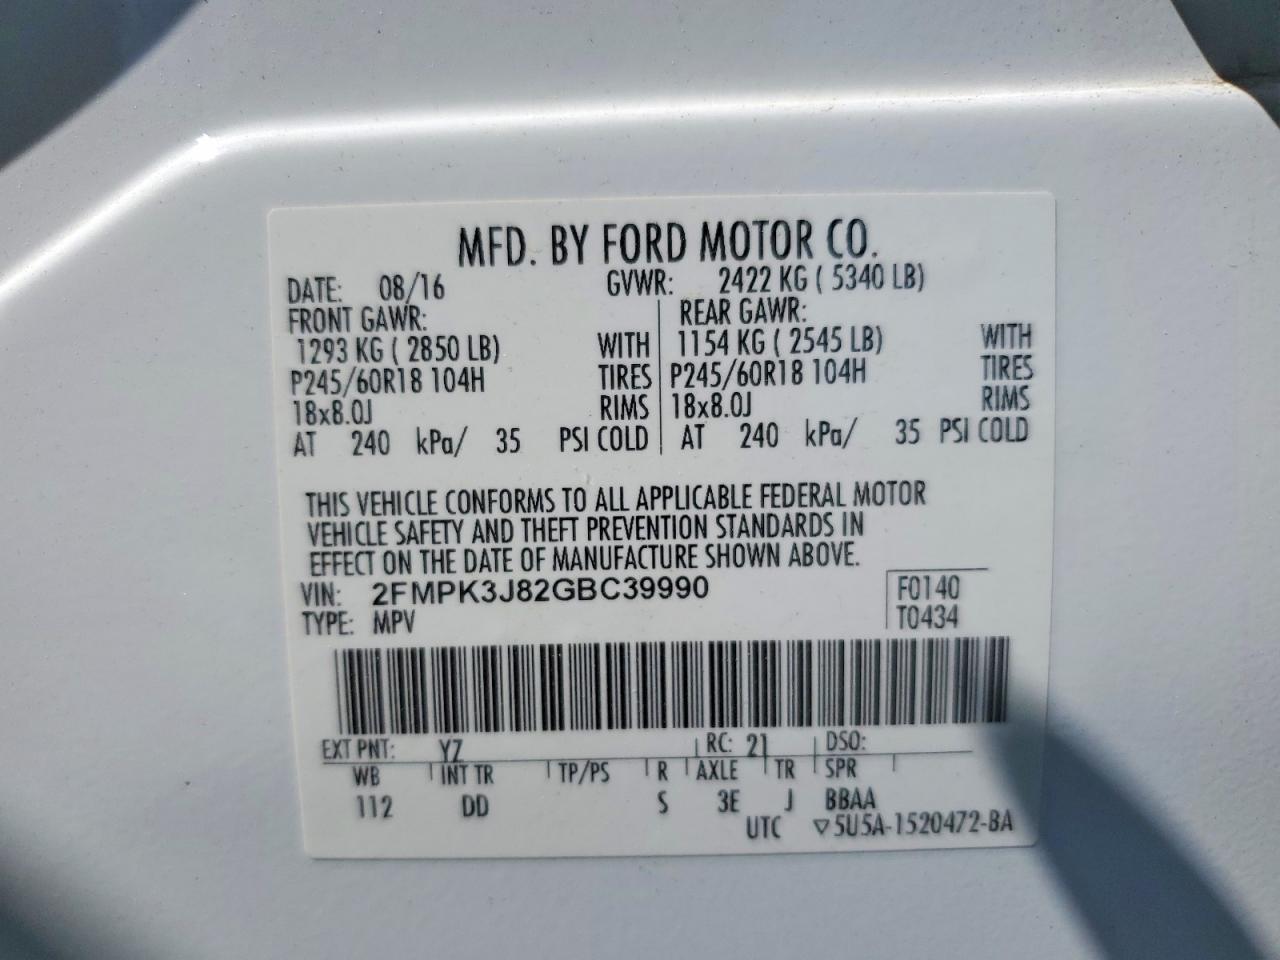 MFD. BY FORD MOTOR CO.
DATE: 08/16 GVWR: 2422 KG ( 5340 LB)
FRONT GAWR: REAR GAWR:
1293 KG ( 2850 LB) WITH 1154 KG ( 2545 LB) WITH
P245/60R18 104H TIRES P245/60R18 104H TIRES
18x8.0J RIMS 18x8.0J RIMS
AT 240 kPa/ 35 PSI COLD AT 240 kPa/ 35 PSI COLD
THIS VEHICLE CONFORMS TO ALL APPLICABLE FEDERAL MOTOR
VEHICLE SAFETY AND THEFT PREVENTION STANDARDS IN
EFFECT ON THE DATE OF MANUFACTURE SHOWN ABOVE.
VIN: 2FMPK3J82GBC39990 F0140
TYPE: MPV T0434
EXT PNT: YZ RC: 21 DSO:
WB INT TR TP/PS R AXLE TR SPR
112 DD S 3E J BBAA
UTC ▽5U5A-1520472-BA